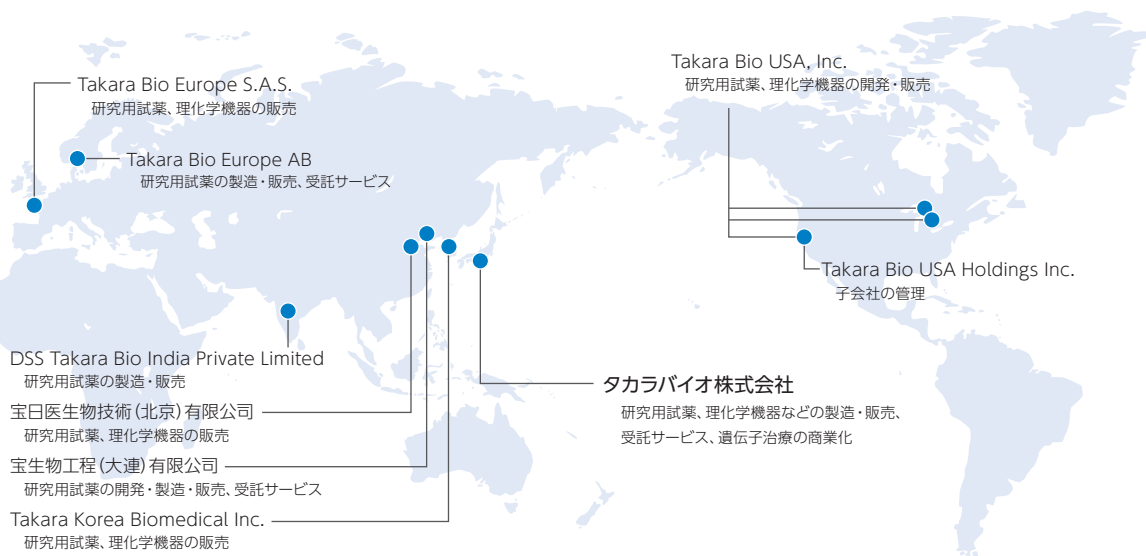 Takara Bio Europe S.A.S.
研究用試薬、理化学機器の販売
Takara Bio Europe AB
研究用試薬の製造・販売、受託サービス
DSS Takara Bio India Private Limited
研究用試薬の製造・販売
宝日医生物技術(北京)有限公司
研究用試薬、理化学機器の販売
宝生物工程(大連)有限公司
研究用試薬の開発・製造・販売、受託サービス
Takara Korea Biomedical Inc.
研究用試薬、理化学機器の販売
タカラバイオ株式会社
研究用試薬、理化学機器などの製造・販売、
受託サービス、遺伝子治療の商業化
Takara Bio USA, Inc.
研究用試薬、理化学機器の開発・販売
Takara Bio USA Holdings Inc.
子会社の管理